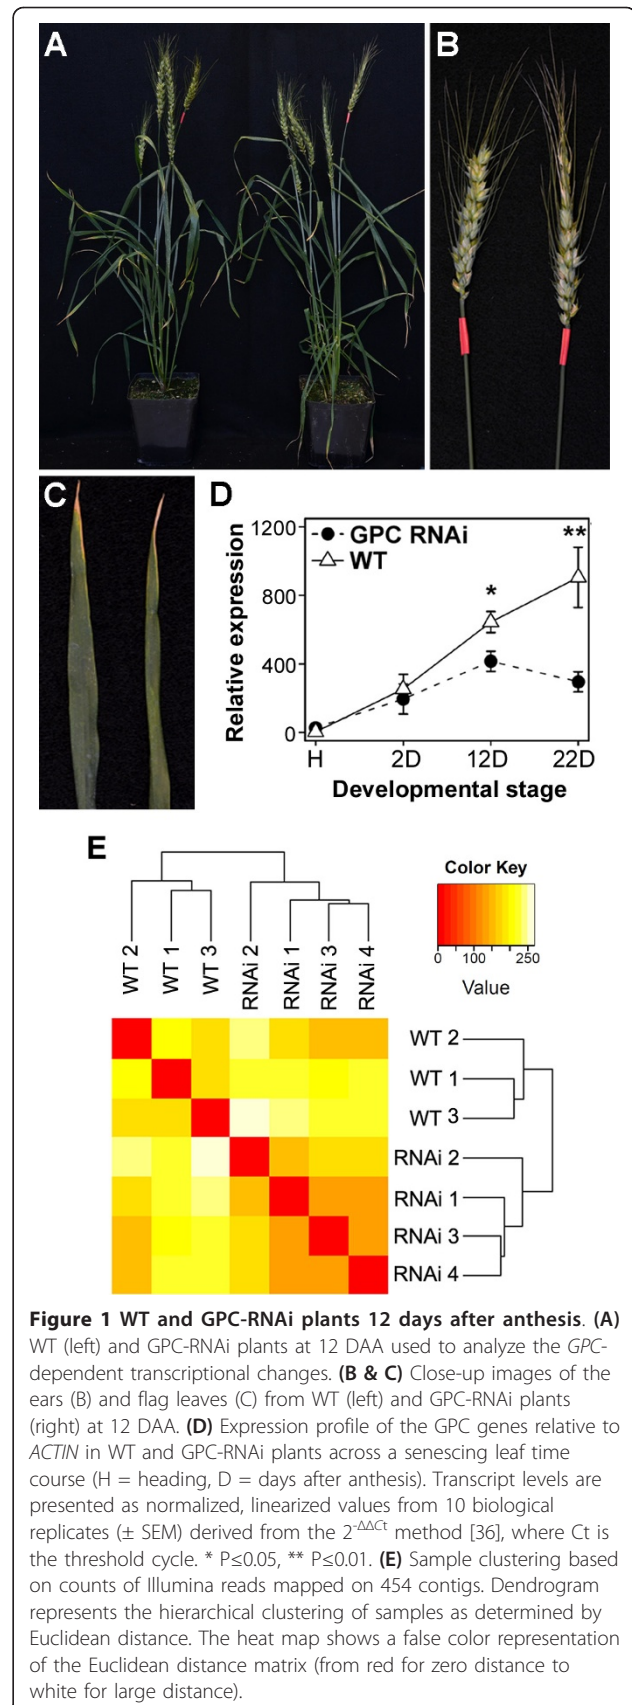 A
B
C
D
1200
800
400
0
Relative expression
GPC RNAi
WT
*
**
H 2D 12D 22D
Developmental stage
E
WT 2
WT 1
WT 3
RNAi 2
RNAi 1
RNAi 3
RNAi 4
Color Key
0 100 250
Value
WT 2
WT 1
WT 3
RNAi 2
RNAi 1
RNAi 3
RNAi 4
Figure 1 WT and GPC-RNAi plants 12 days after anthesis. (A)
WT (left) and GPC-RNAi plants at 12 DAA used to analyze the GPC-
dependent transcriptional changes. (B & C) Close-up images of the
ears (B) and flag leaves (C) from WT (left) and GPC-RNAi plants
(right) at 12 DAA. (D) Expression profile of the GPC genes relative to
ACTIN in WT and GPC-RNAi plants across a senescing leaf time
course (H = heading, D = days after anthesis). Transcript levels are
presented as normalized, linearized values from 10 biological
replicates (± SEM) derived from the 2^-ΔΔCt method [36], where Ct is
the threshold cycle. * P≤0.05, ** P≤0.01. (E) Sample clustering based
on counts of Illumina reads mapped on 454 contigs. Dendrogram
represents the hierarchical clustering of samples as determined by
Euclidean distance. The heat map shows a false color representation
of the Euclidean distance matrix (from red for zero distance to
white for large distance).